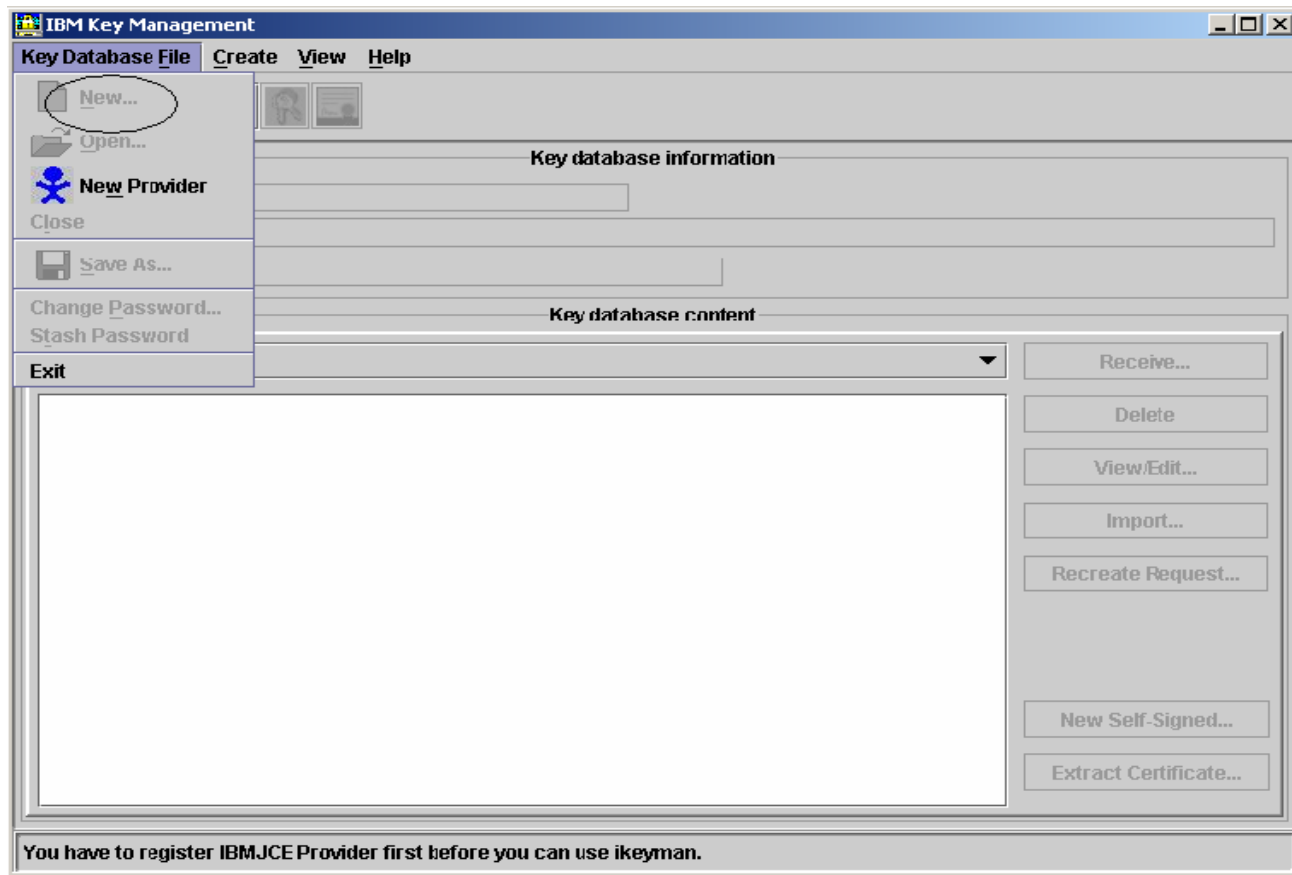 IBM Key Management
Key Database File Create View Help
New...
Open...
New Provider
Close
Save As...
Change Password...
Stash Password
Exit
Key database information
Key database content
Receive...
Delete
View/Edit...
Import...
Recreate Request...
New Self-Signed...
Extract Certificate...
You have to register IBMJCE Provider first before you can use ikeyman.